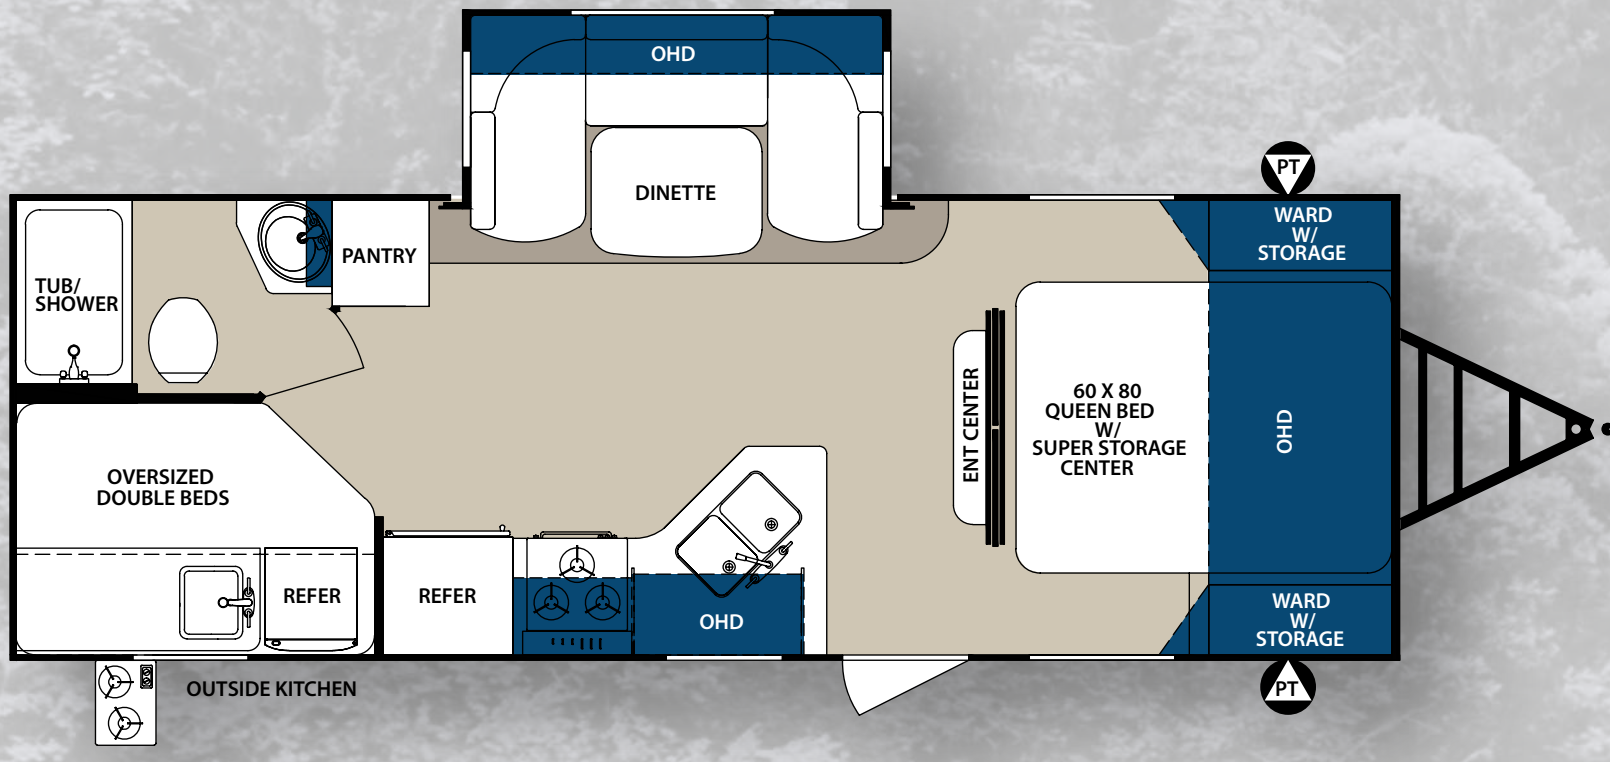 OHD
DINETTE
PT
WARD
W/
STORAGE
PANTRY
TUB/
SHOWER
ENT CENTER
60 X 80
QUEEN BED
W/
SUPER STORAGE
CENTER
OHD
OVERSIZED
DOUBLE BEDS
REFER
REFER
OHD
WARD
W/
STORAGE
OUTSIDE KITCHEN
PT